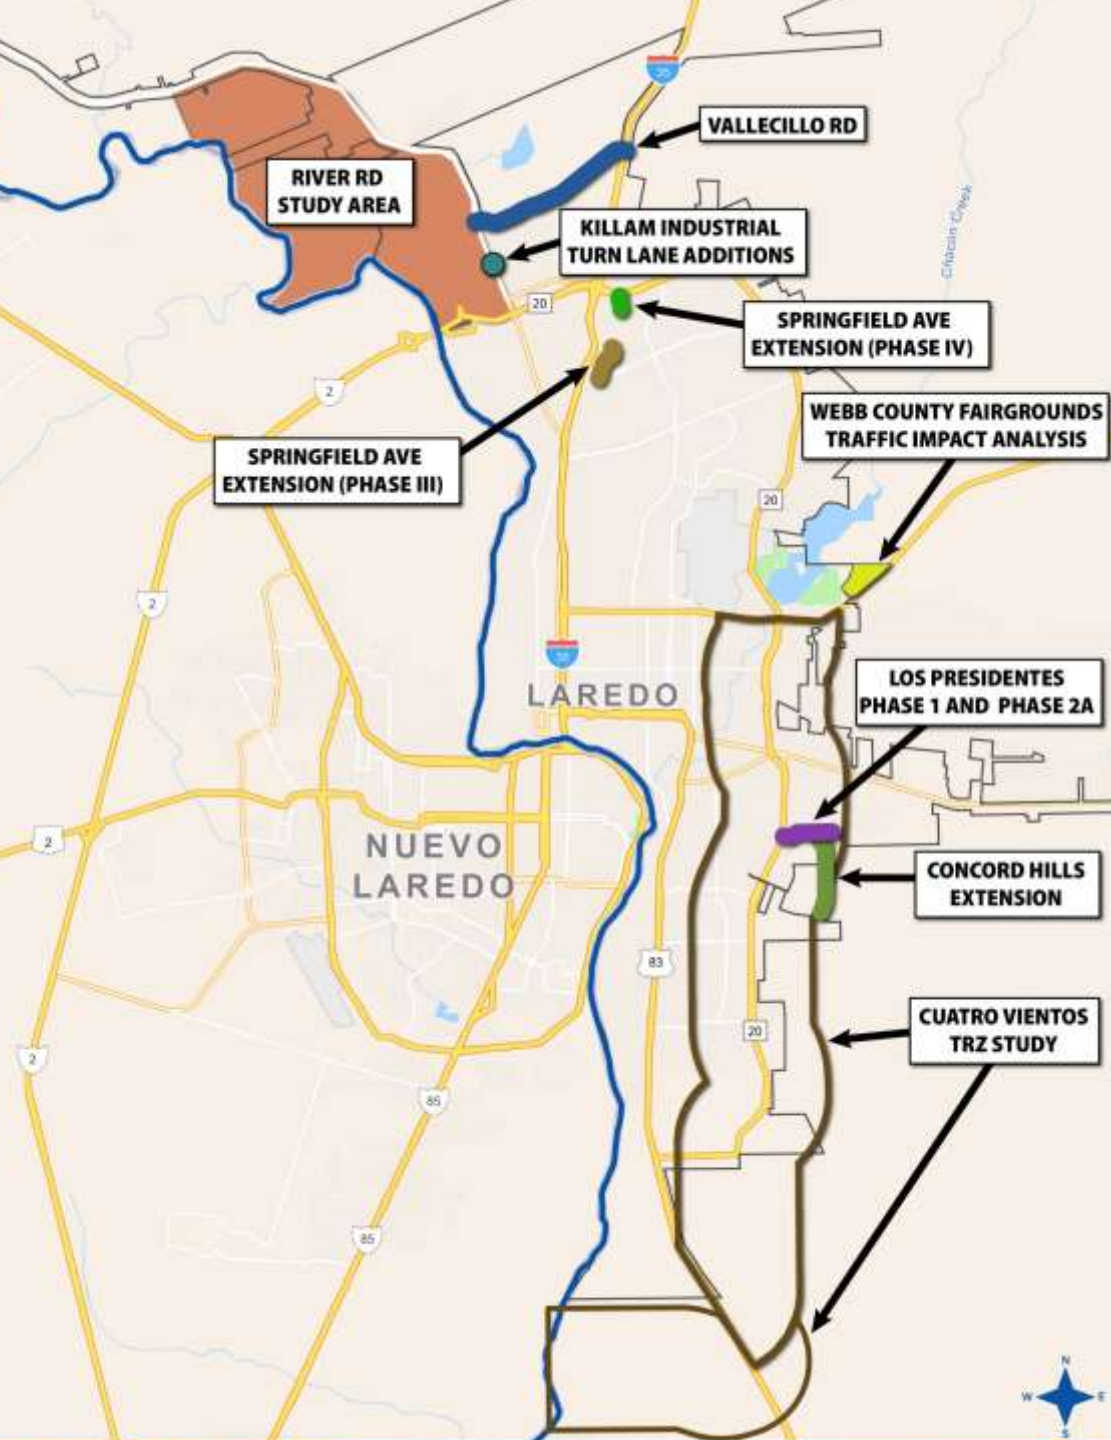 35
VALLECILLO RD
RIVER RD
STUDY AREA
KILLAM INDUSTRIAL
TURN LANE ADDITIONS
Chacon Creek
20
SPRINGFIELD AVE
EXTENSION (PHASE IV)
2
WEBB COUNTY FAIRGROUNDS
TRAFFIC IMPACT ANALYSIS
SPRINGFIELD AVE
EXTENSION (PHASE III)
20
2
35
LAREDO
LOS PRESIDENTES
PHASE 1 AND PHASE 2A
2
NUEVO
LAREDO
CONCORD HILLS
EXTENSION
83
CUATRO VIENTOS
TRZ STUDY
20
2
85
85
N
W
E
S